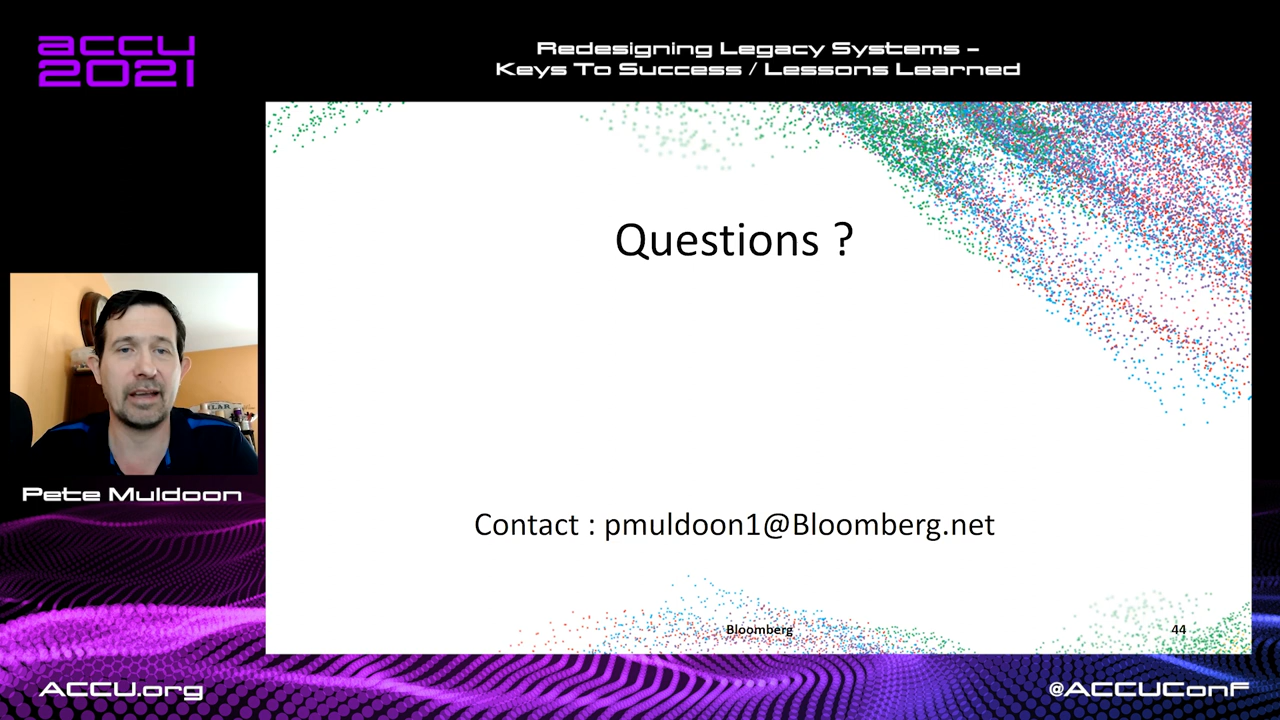 accu
2021
Redesigning Legacy Systems –
Keys To Success / Lessons Learned
Questions ?
Pete Muldoon
Contact : pmuldoon1@Bloomberg.net
Bloomberg
44
ACCU.org
@ACCUConf